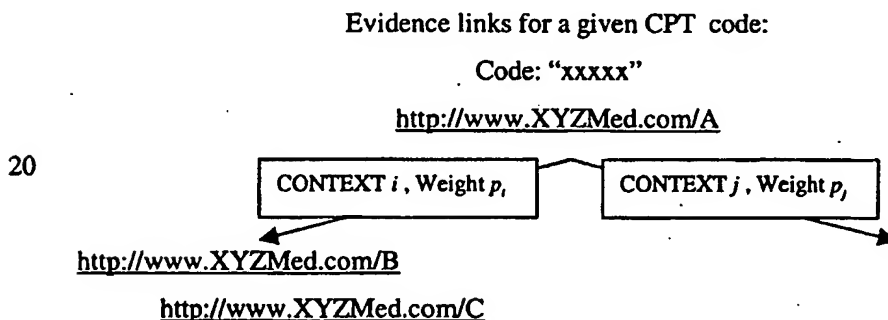 Evidence links for a given CPT code:
Code: “xxxxx”
http://www.XYZMed.com/A
20
CONTEXT i , Weight pᵢ
CONTEXT j , Weight pⱼ
http://www.XYZMed.com/B
http://www.XYZMed.com/C